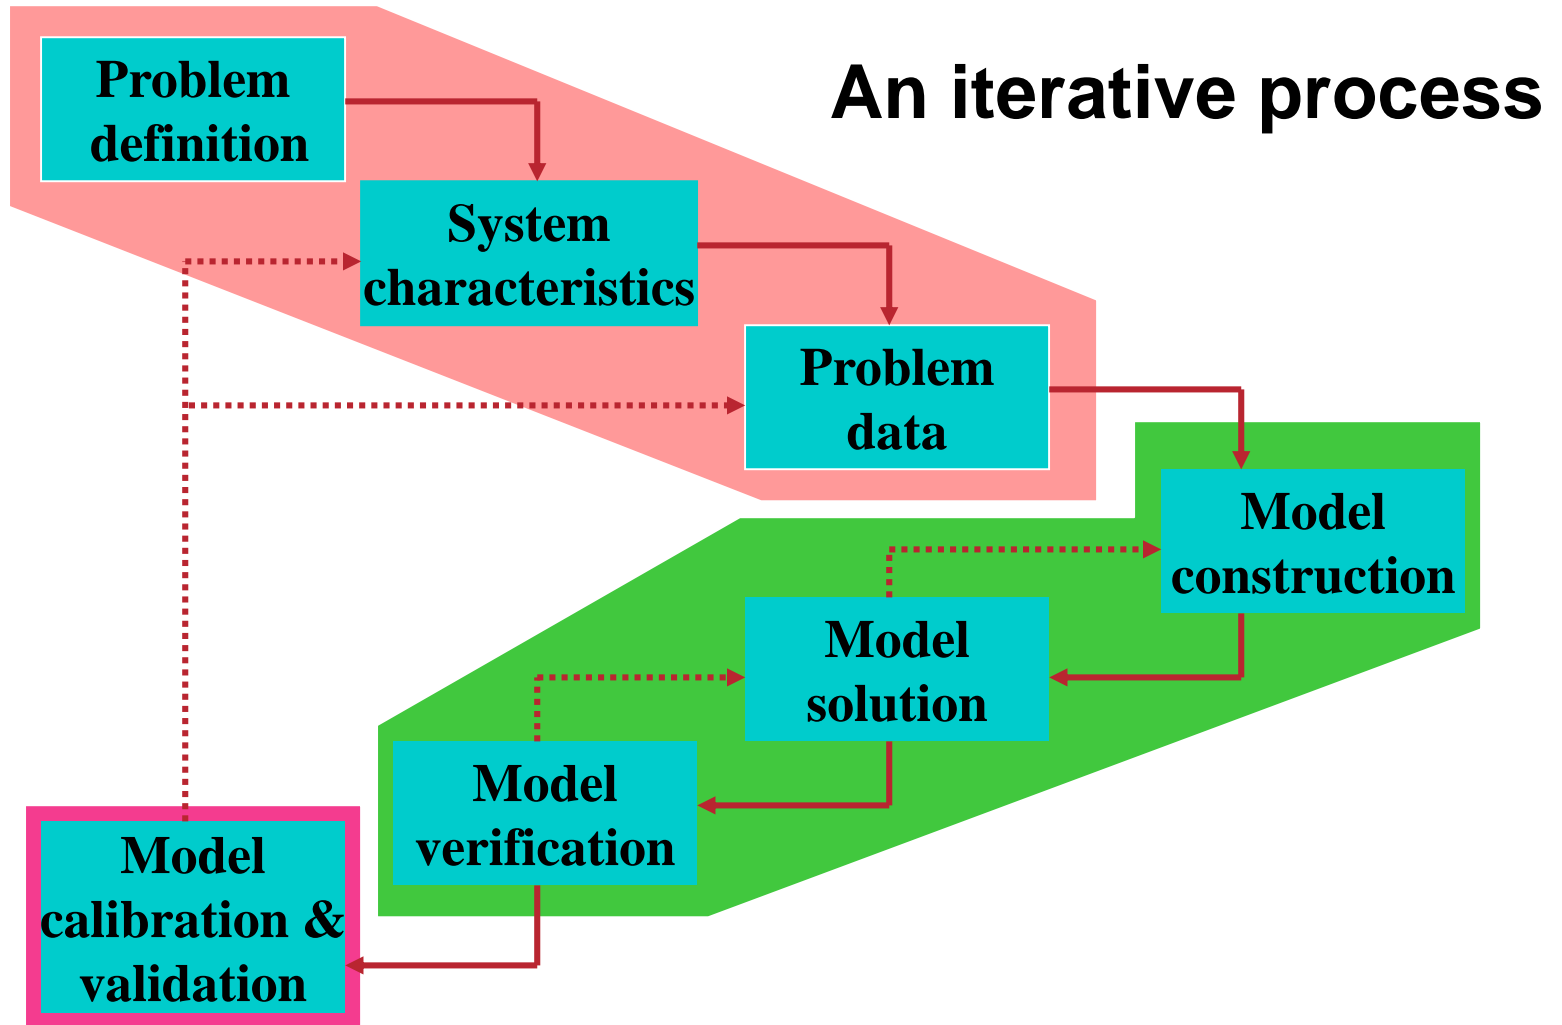 An iterative process
Problem
definition
System
characteristics
Problem
data
Model
construction
Model
solution
Model
verification
Model
calibration &
validation